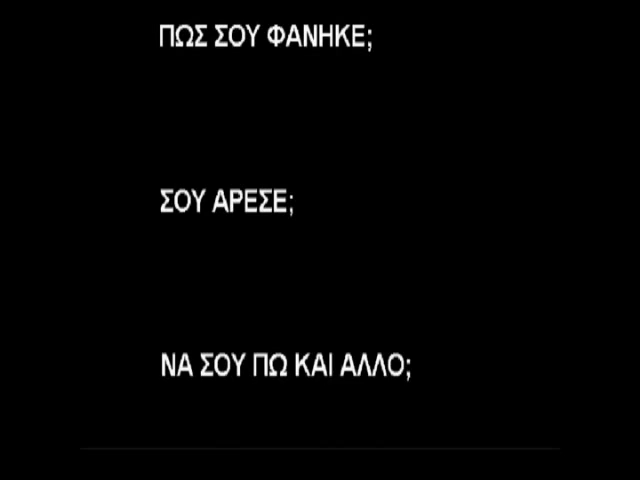 ΠΩΣ ΣΟΥ ΦΑΝΗΚΕ;
ΣΟΥ ΑΡΕΣΕ;
ΝΑ ΣΟΥ ΠΩ ΚΑΙ ΑΛΛΟ;